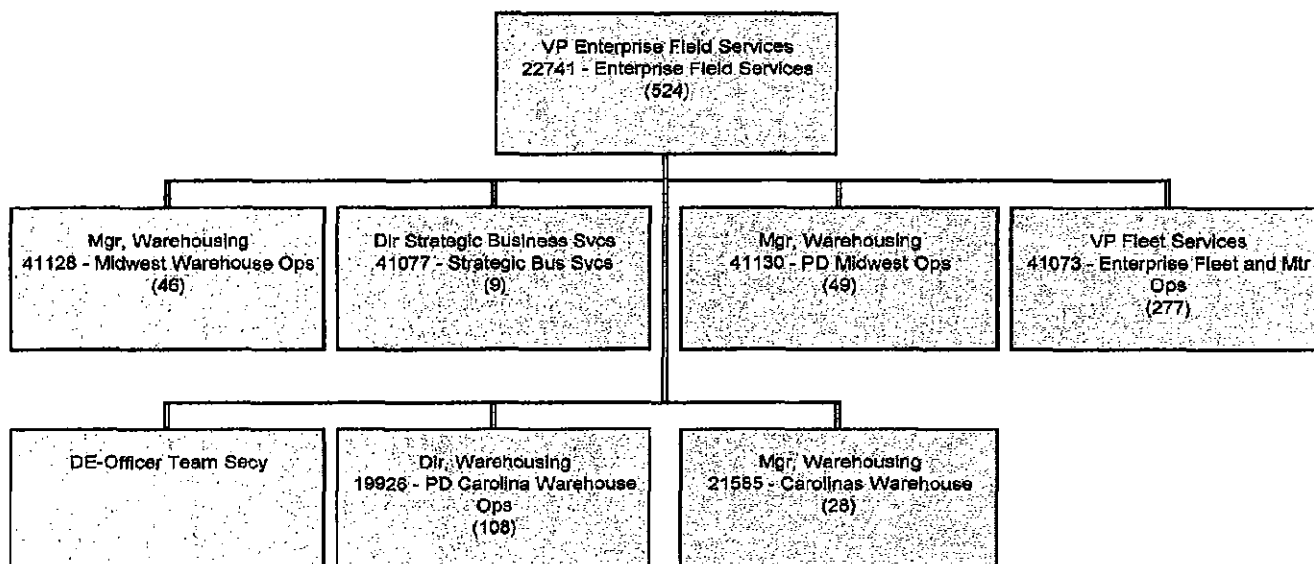 VP Enterprise Field Services
22741 - Enterprise Field Services
(524)
Mgr, Warehousing
41128 - Midwest Warehouse Ops
(46)
Dir Strategic Business Svcs
41077 - Strategic Bus Svcs
(9)
Mgr, Warehousing
41130 - PD Midwest Ops
(49)
VP Fleet Services
41073 - Enterprise Fleet and Mtr
Ops
(277)
DE-Officer Team Secy
Dir, Warehousing
19926 - PD Carolina Warehouse
Ops
(108)
Mgr, Warehousing
21585 - Carolinas Warehouse
(28)